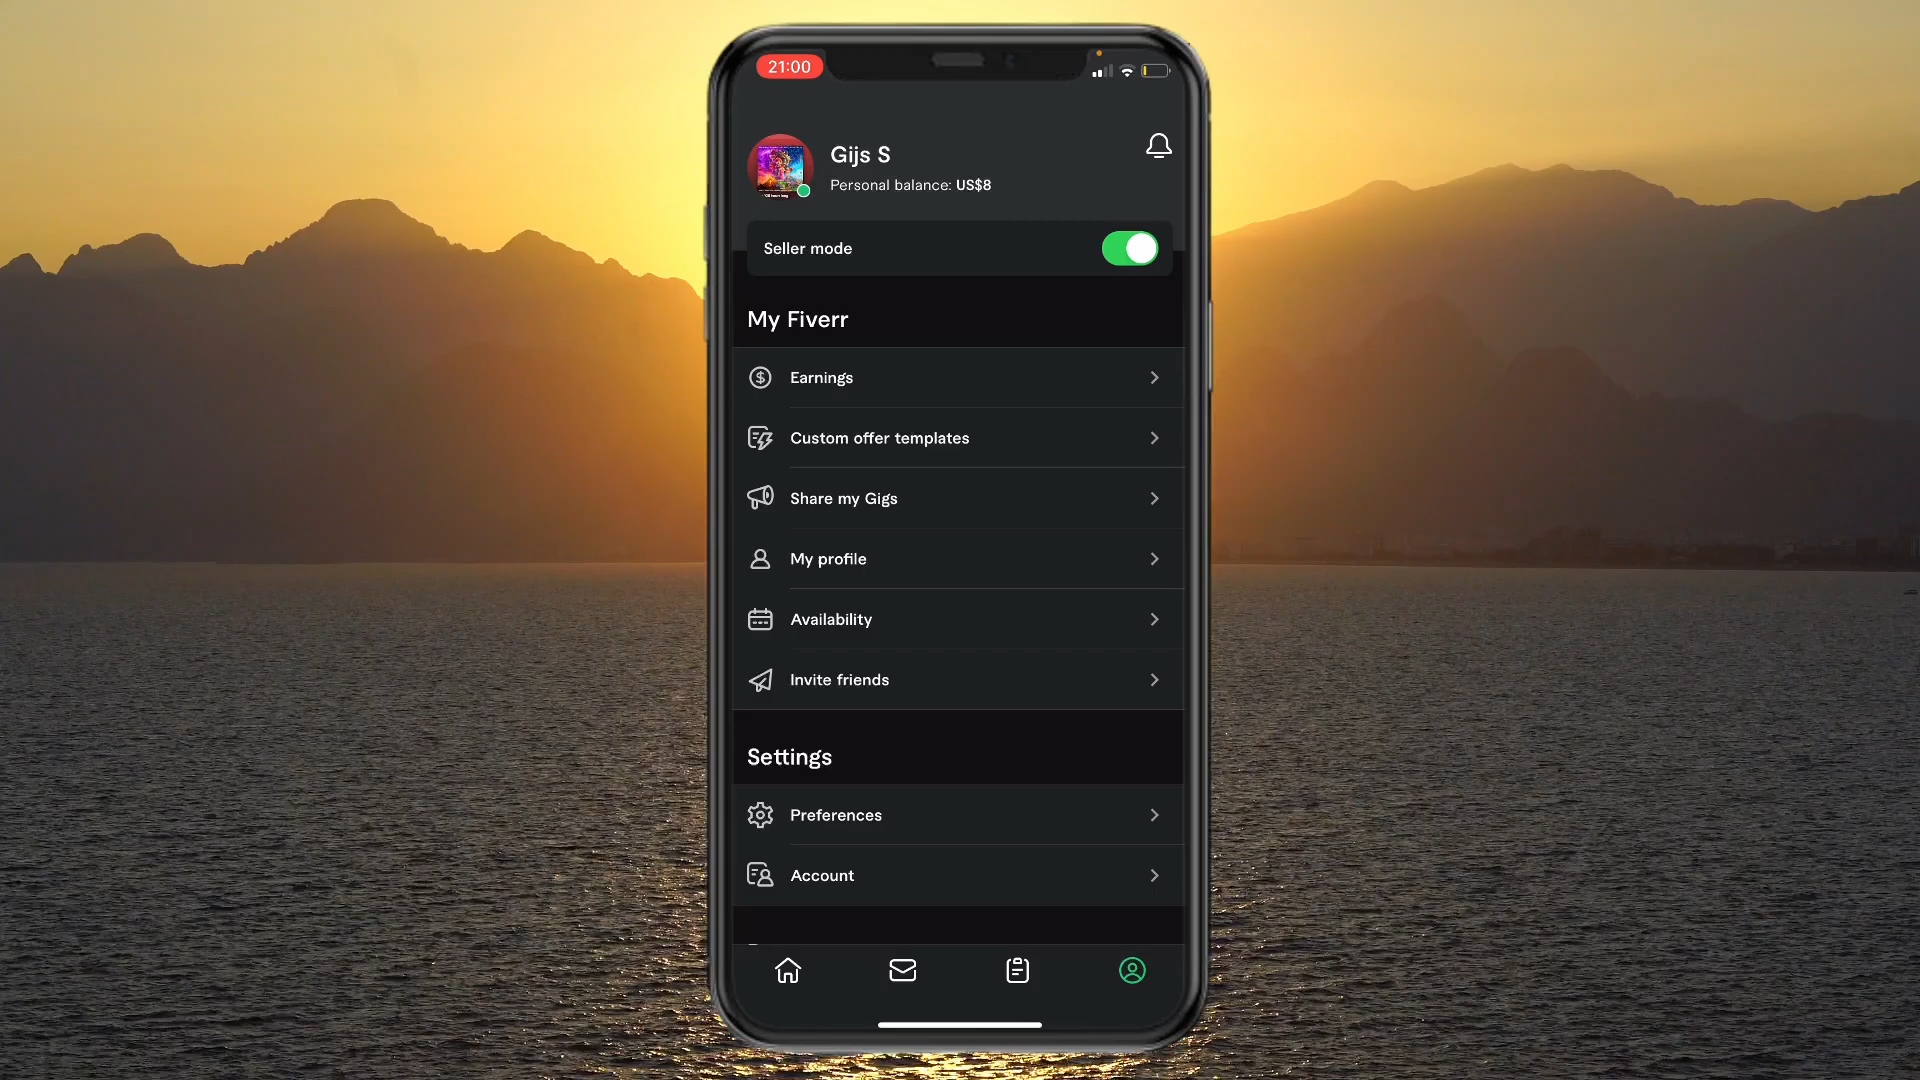 21:00
Gijs S
Personal balance: US$8
Seller mode
My Fiverr
Earnings
Custom offer templates
Share my Gigs
My profile
Availability
Invite friends
Settings
Preferences
Account